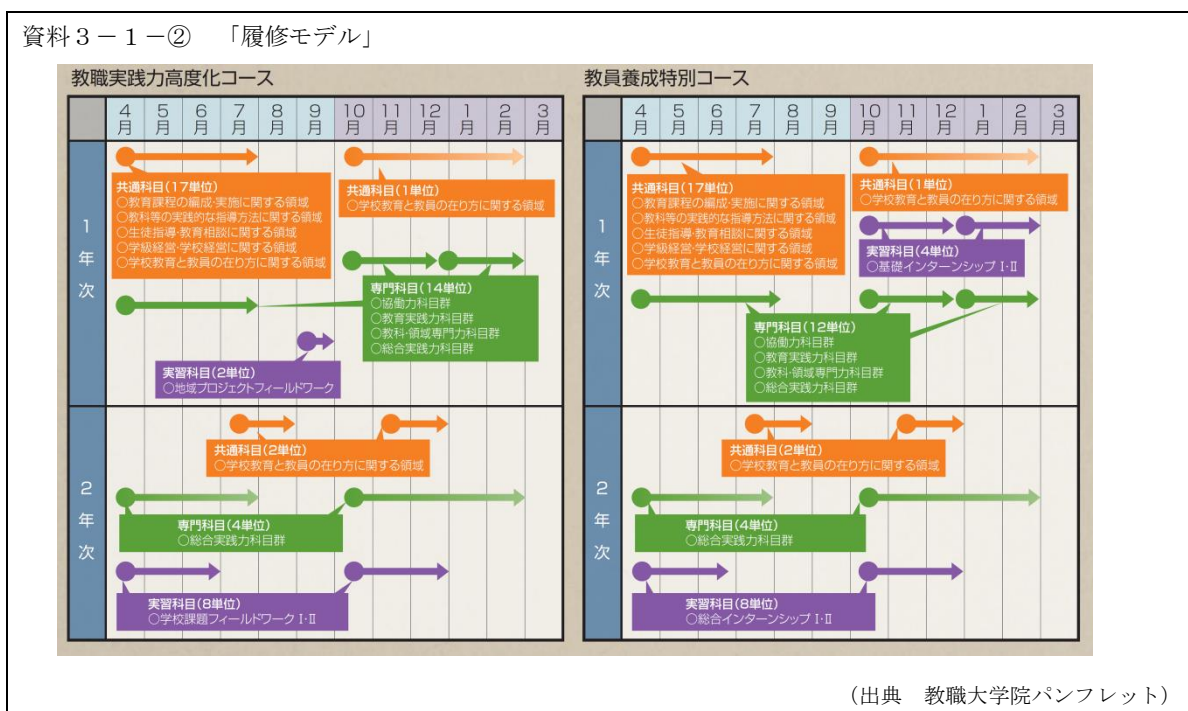 資料３－１－②　「履修モデル」
教職実践力高度化コース
4月 5月 6月 7月 8月 9月 10月 11月 12月 1月 2月 3月
1年次
共通科目(17単位)
○教育課程の編成・実施に関する領域
○教科等の実践的な指導方法に関する領域
○生徒指導・教育相談に関する領域
○学級経営・学校経営に関する領域
○学校教育と教員の在り方に関する領域
共通科目(1単位)
○学校教育と教員の在り方に関する領域
専門科目(14単位)
○協働力科目群
○教育実践力科目群
○教科・領域専門力科目群
○総合実践力科目群
実習科目(2単位)
○地域プロジェクトフィールドワーク
2年次
共通科目(2単位)
○学校教育と教員の在り方に関する領域
専門科目(4単位)
○総合実践力科目群
実習科目(8単位)
○学校課題フィールドワークⅠ・Ⅱ
教員養成特別コース
4月 5月 6月 7月 8月 9月 10月 11月 12月 1月 2月 3月
1年次
共通科目(17単位)
○教育課程の編成・実施に関する領域
○教科等の実践的な指導方法に関する領域
○生徒指導・教育相談に関する領域
○学級経営・学校経営に関する領域
○学校教育と教員の在り方に関する領域
共通科目(1単位)
○学校教育と教員の在り方に関する領域
実習科目(4単位)
○基礎インターンシップⅠ・Ⅱ
専門科目(12単位)
○協働力科目群
○教育実践力科目群
○教科・領域専門力科目群
○総合実践力科目群
2年次
共通科目(2単位)
○学校教育と教員の在り方に関する領域
専門科目(4単位)
○総合実践力科目群
実習科目(8単位)
○総合インターンシップⅠ・Ⅱ
（出典　教職大学院パンフレット）